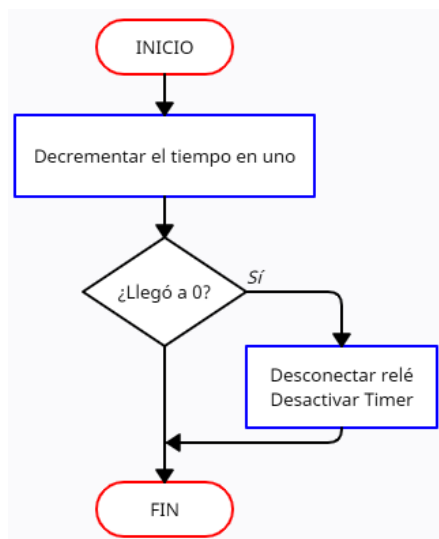 INICIO
Decrementar el tiempo en uno
¿Llegó a 0?
Sí
Desconectar relé
Desactivar Timer
FIN